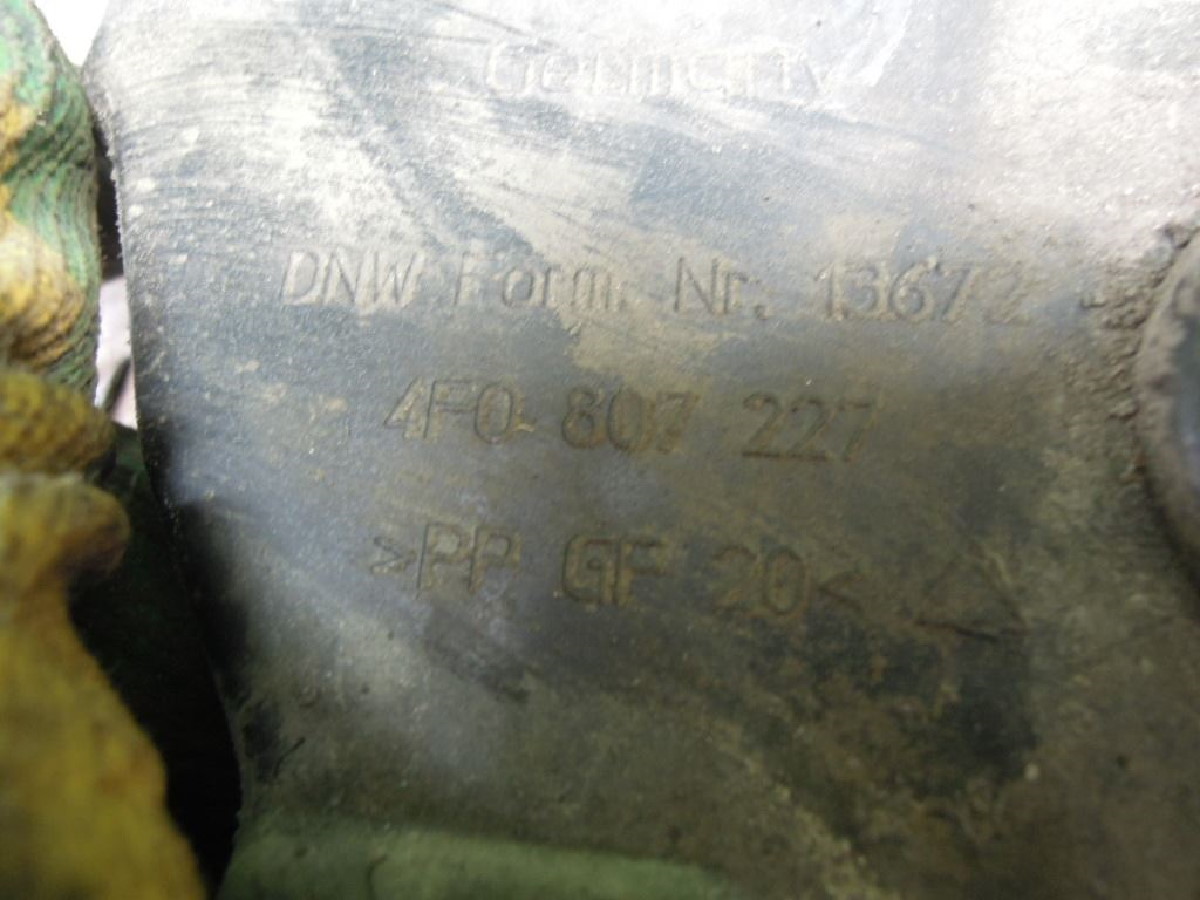 Germany
DNW Form. Nr. 13672 -
4F0 807 227
>PP GF 20<